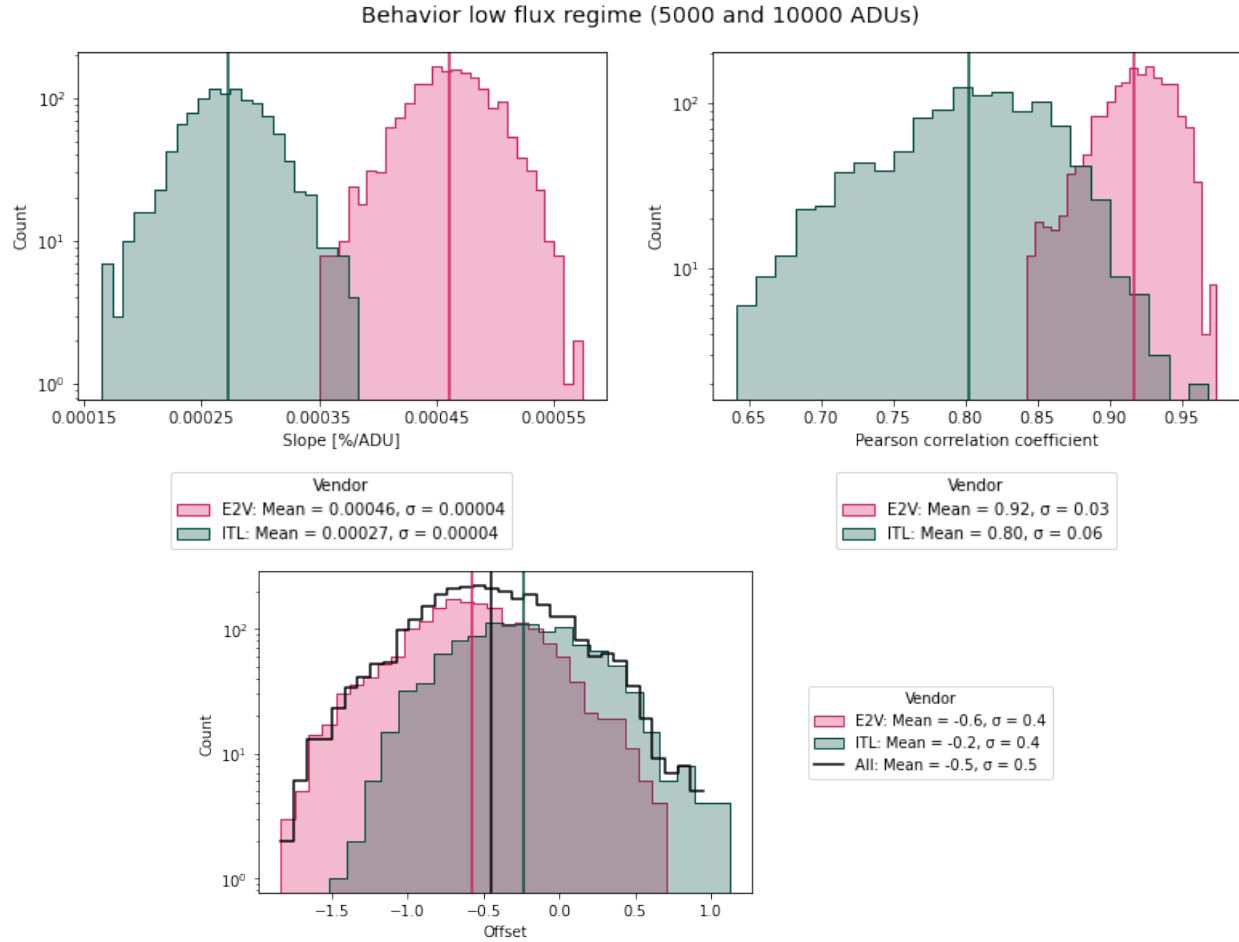 Behavior low flux regime (5000 and 10000 ADUs)
Count
10²
10¹
10⁰
0.00015 0.00025 0.00035 0.00045 0.00055
Slope [%/ADU]
Count
10²
10¹
0.65 0.70 0.75 0.80 0.85 0.90 0.95
Pearson correlation coefficient
Vendor
E2V: Mean = 0.00046, σ = 0.00004
ITL: Mean = 0.00027, σ = 0.00004
Vendor
E2V: Mean = 0.92, σ = 0.03
ITL: Mean = 0.80, σ = 0.06
Count
10²
10¹
10⁰
−1.5 −1.0 −0.5 0.0 0.5 1.0
Offset
Vendor
E2V: Mean = -0.6, σ = 0.4
ITL: Mean = -0.2, σ = 0.4
All: Mean = -0.5, σ = 0.5